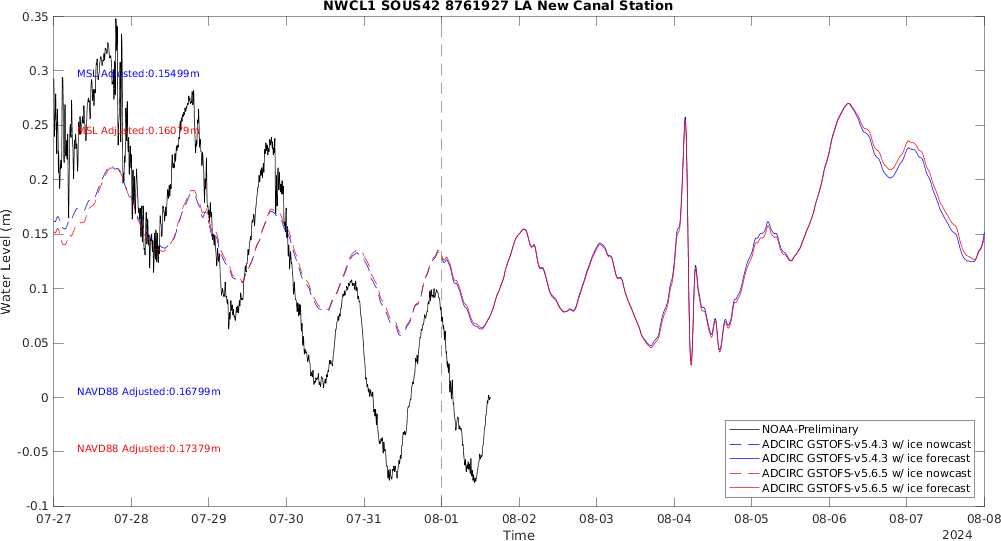 NWCL1 SOUS42 8761927 LA New Canal Station
0.35
0.3
0.25
0.2
0.15
0.1
0.05
0
-0.05
-0.1
Water Level (m)
MSL Adjusted:0.15499m
MSL Adjusted:0.16079m
NAVD88 Adjusted:0.16799m
NAVD88 Adjusted:0.17379m
NOAA-Preliminary
ADCIRC GSTOFS-v5.4.3 w/ ice nowcast
ADCIRC GSTOFS-v5.4.3 w/ ice forecast
ADCIRC GSTOFS-v5.6.5 w/ ice nowcast
ADCIRC GSTOFS-v5.6.5 w/ ice forecast
07-27 07-28 07-29 07-30 07-31 08-01 08-02 08-03 08-04 08-05 08-06 08-07 08-08
Time
2024